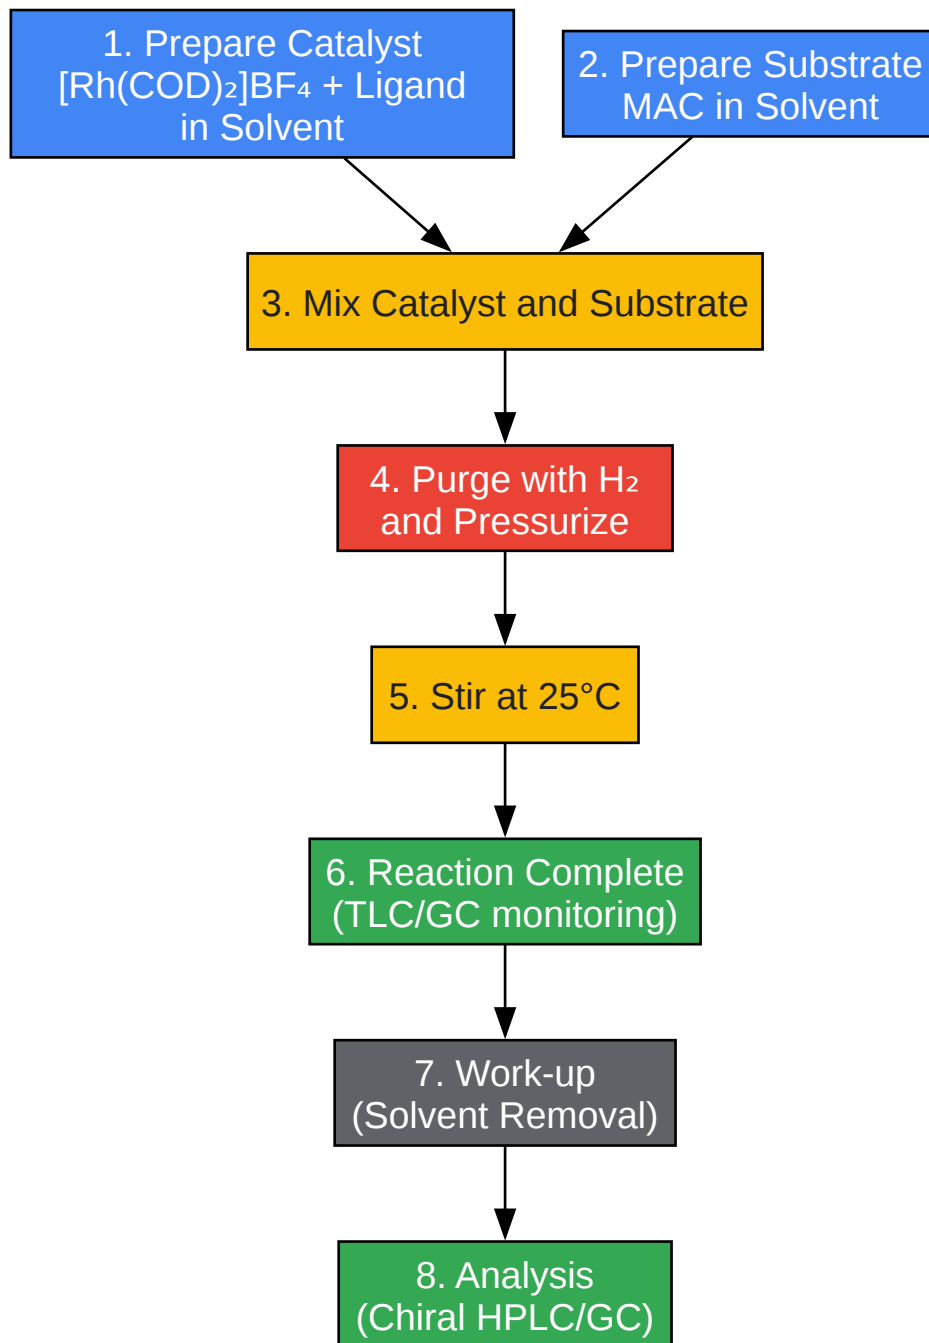 1. Prepare Catalyst
[Rh(COD)₂]BF₄ + Ligand
in Solvent
2. Prepare Substrate
MAC in Solvent
3. Mix Catalyst and Substrate
4. Purge with H₂
and Pressurize
5. Stir at 25°C
6. Reaction Complete
(TLC/GC monitoring)
7. Work-up
(Solvent Removal)
8. Analysis
(Chiral HPLC/GC)